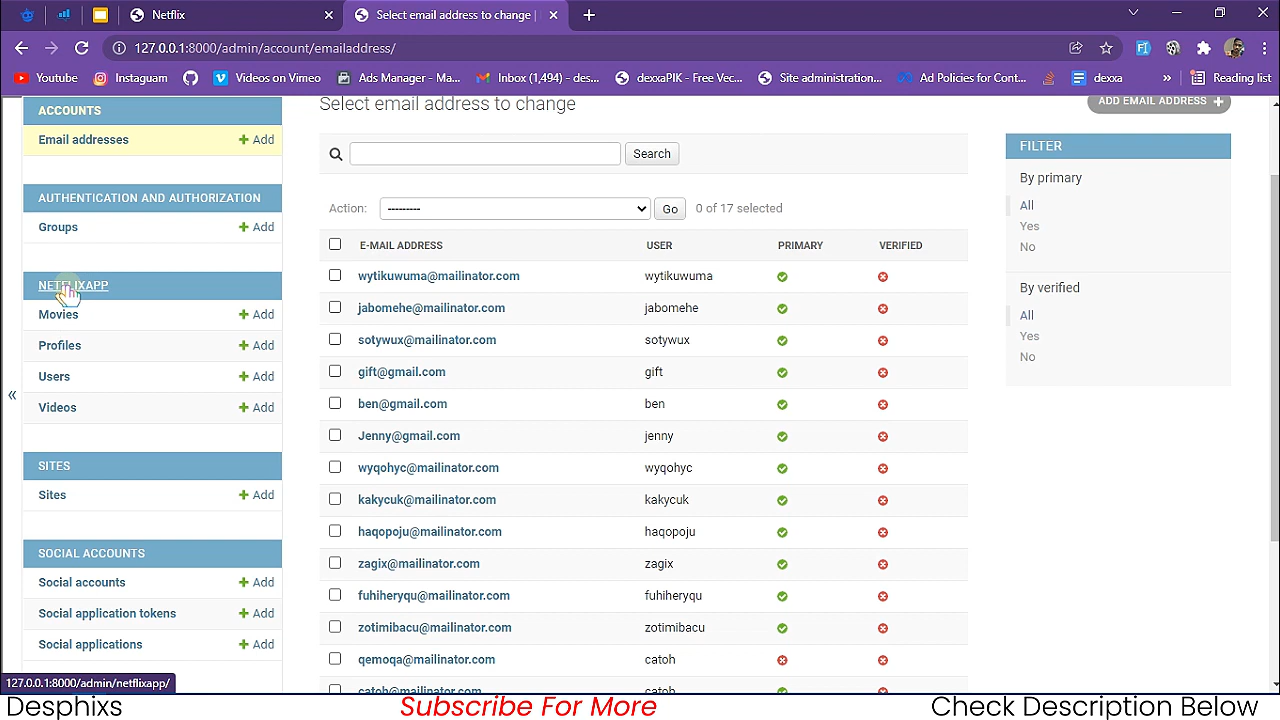 Netflix
Select email address to change |
127.0.0.1:8000/admin/account/emailaddress/
Youtube
Instaguam
Videos on Vimeo
Ads Manager - Ma...
Inbox (1,494) - des...
dexxaPIK - Free Vec...
Site administration...
Ad Policies for Cont...
dexxa
»
Reading list
ACCOUNTS
Email addresses
Add
AUTHENTICATION AND AUTHORIZATION
Groups
Add
NETFLIXAPP
Movies
Add
Profiles
Add
Users
Add
Videos
Add
SITES
Sites
Add
SOCIAL ACCOUNTS
Social accounts
Add
Social application tokens
Add
Social applications
Add
«
Select email address to change
ADD EMAIL ADDRESS +
Search
Action: --------- Go 0 of 17 selected
E-MAIL ADDRESS USER PRIMARY VERIFIED
wytikuwuma@mailinator.com wytikuwuma
jabomehe@mailinator.com jabomehe
sotywux@mailinator.com sotywux
gift@gmail.com gift
ben@gmail.com ben
Jenny@gmail.com jenny
wyqohyc@mailinator.com wyqohyc
kakycuk@mailinator.com kakycuk
haqopoju@mailinator.com haqopoju
zagix@mailinator.com zagix
fuhiheryqu@mailinator.com fuhiheryqu
zotimibacu@mailinator.com zotimibacu
qemoqa@mailinator.com catoh
catoh@mailinator.com catoh
FILTER
By primary
All
Yes
No
By verified
All
Yes
No
127.0.0.1:8000/admin/netflixapp/
Desphixs
Subscribe For More
Check Description Below